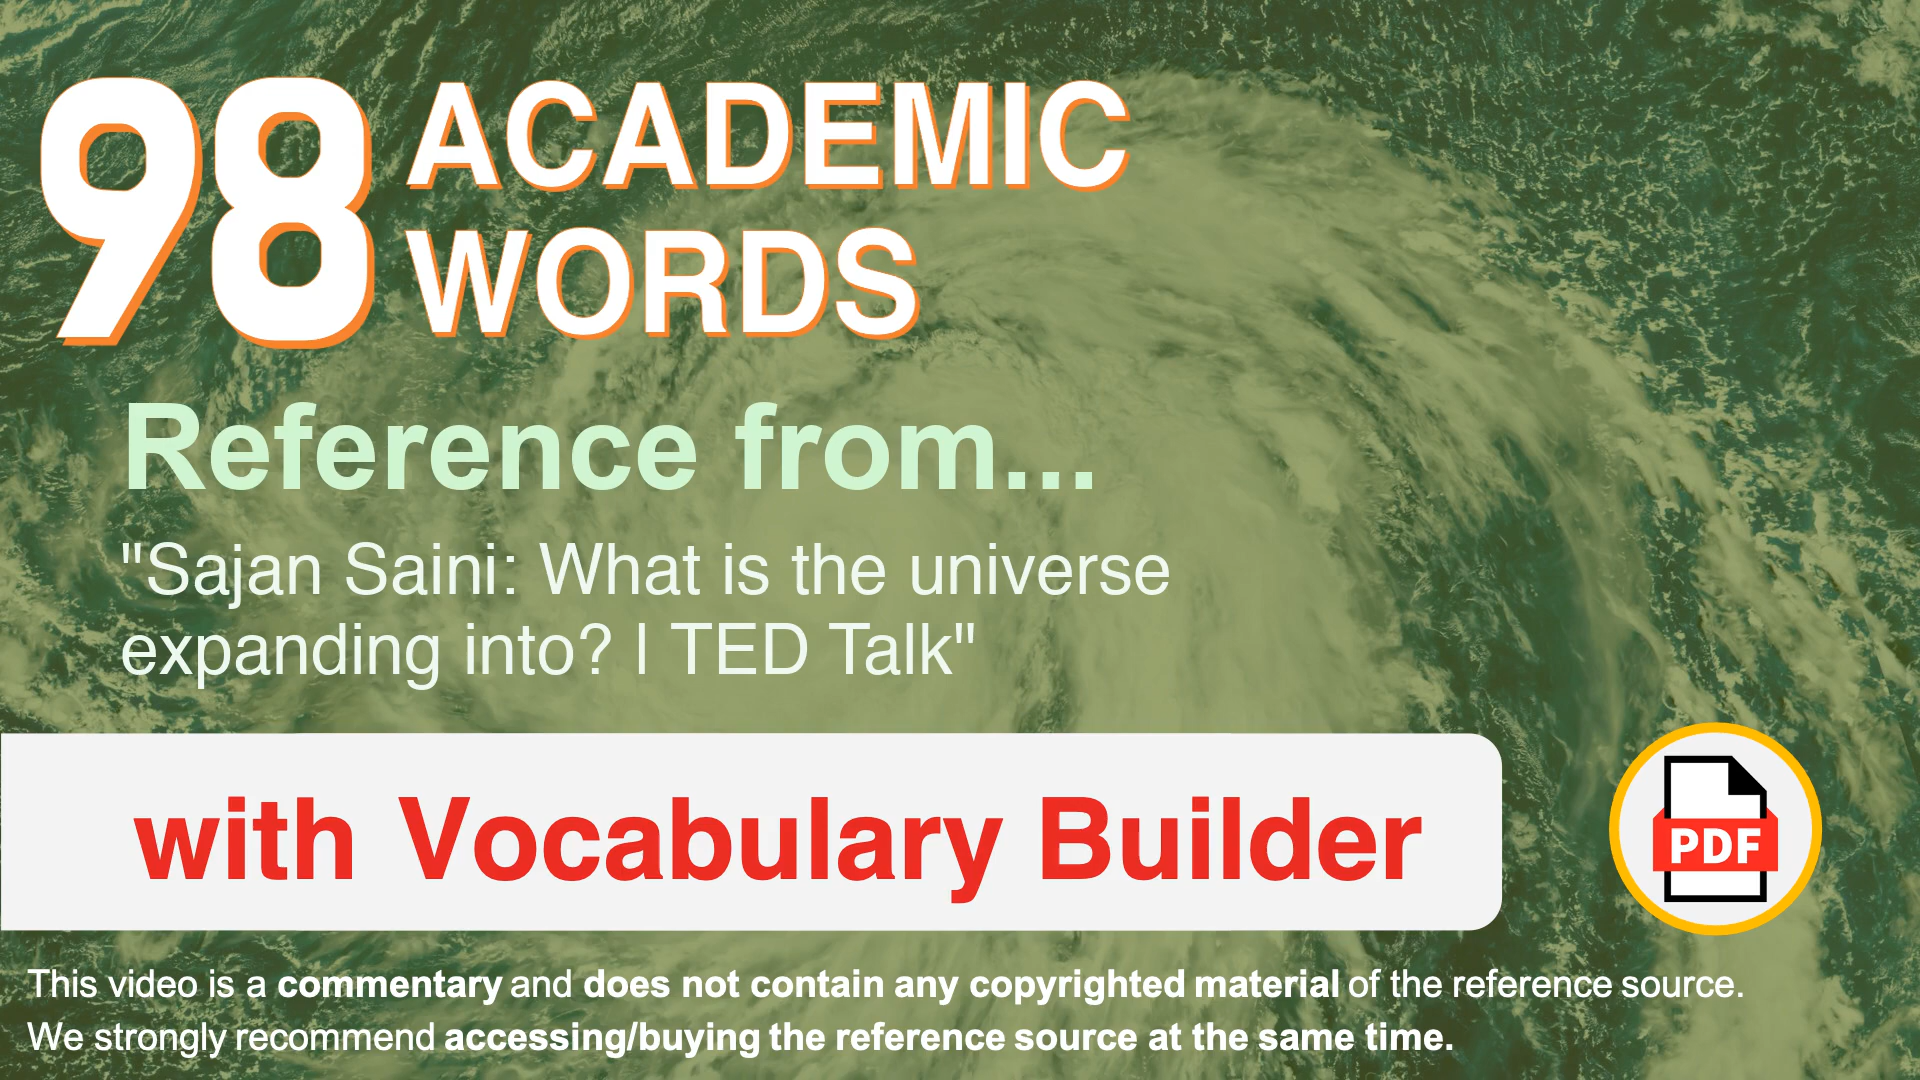 98 ACADEMIC
WORDS
Reference from...
"Sajan Saini: What is the universe
expanding into? | TED Talk"
with Vocabulary Builder
PDF
This video is a commentary and does not contain any copyrighted material of the reference source.
We strongly recommend accessing/buying the reference source at the same time.